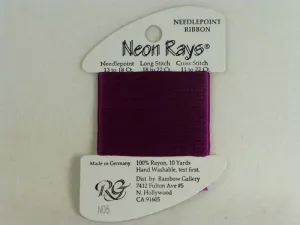 NEEDLEPOINT
RIBBON
Neon Rays®
Needlepoint Long Stitch Cross Stitch
13 to 18 Ct. 18 to 22 Ct. 11 to 22 Ct.
Made in Germany
100% Rayon, 10 Yards
Hand Washable, test first.
Dist by Rainbow Gallery
7412 Fulton Ave #5
N. Hollywood
CA 91605
RG
N05